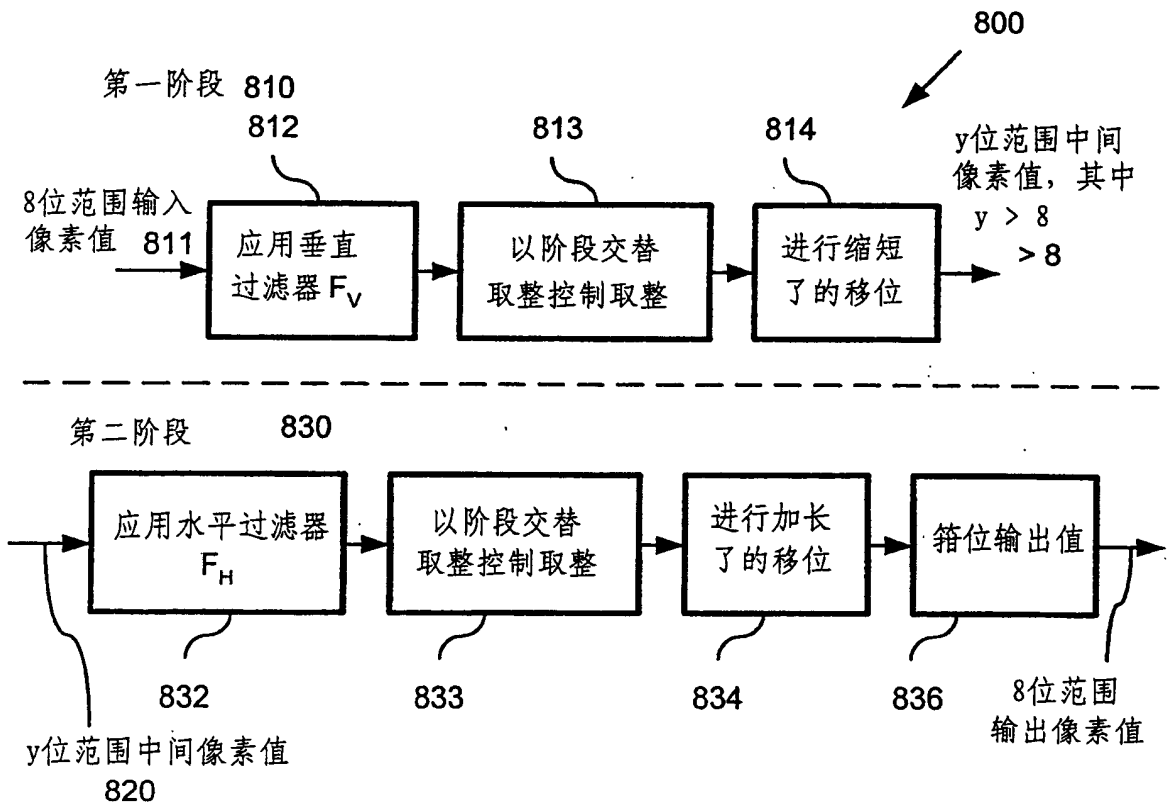 800
第一阶段 810
812
813
814
8位范围输入
像素值 811
应用垂直
过滤器 FV
以阶段交替
取整控制取整
进行缩短
了的移位
y位范围中间
像素值, 其中
y > 8
> 8
第二阶段 830
应用水平过滤器
FH
以阶段交替
取整控制取整
进行加长
了的移位
箝位输出值
832
833
834
836
8位范围
输出像素值
y位范围中间像素值
820